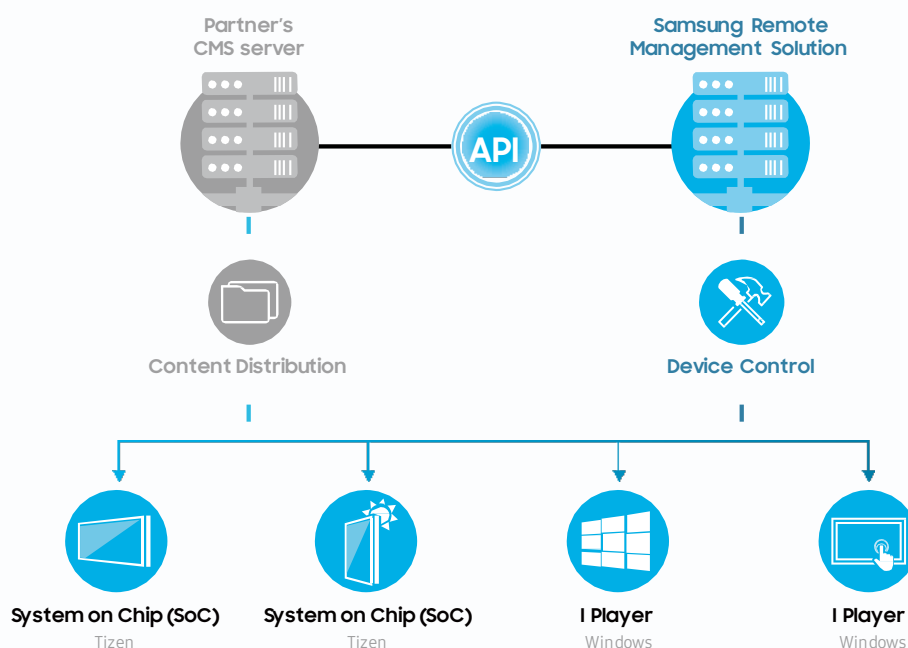 Partner's
CMS server
Samsung Remote
Management Solution
API
Content Distribution
Device Control
System on Chip (SoC)
Tizen
System on Chip (SoC)
Tizen
I Player
Windows
I Player
Windows